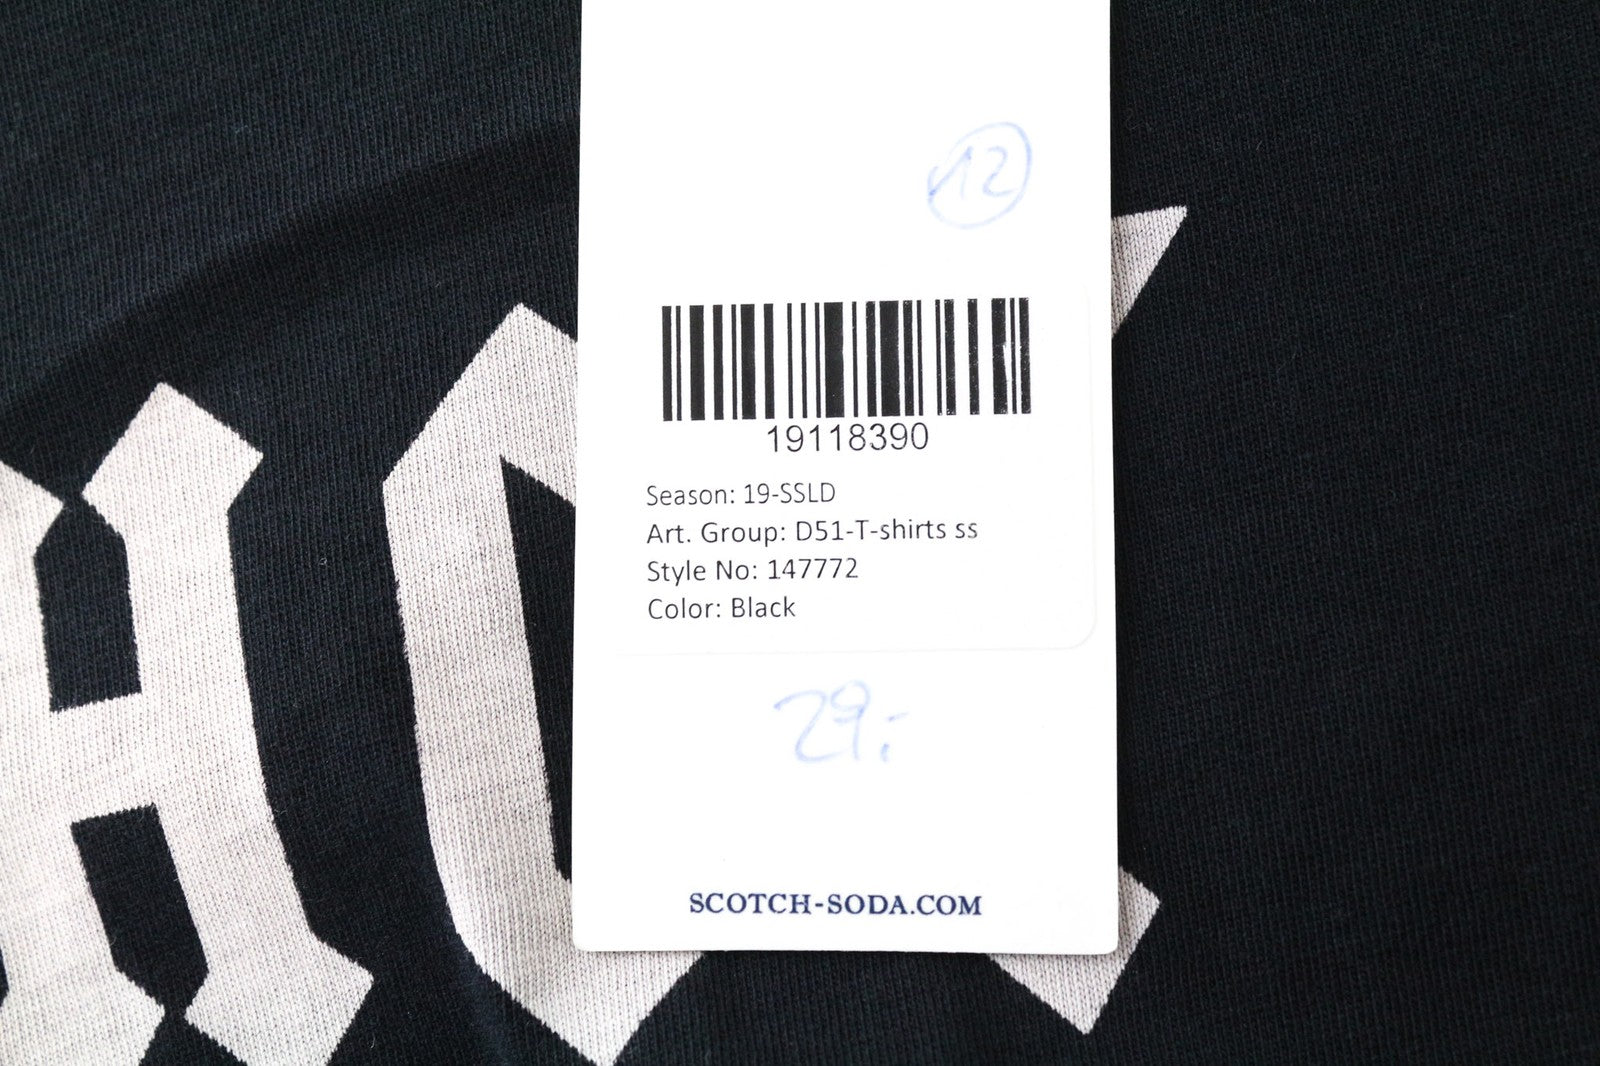 12
19118390
Season: 19-SSLD
Art. Group: D51-T-shirts ss
Style No: 147772
Color: Black
29.-
SCOTCH-SODA.COM